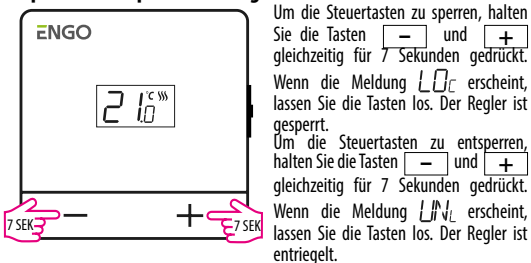 ENGO
21.0 °C
7 SEK
–
+
7 SEK
Um die Steuertasten zu sperren, halten
Sie die Tasten – und +
gleichzeitig für 7 Sekunden gedrückt.
Wenn die Meldung LOc erscheint,
lassen Sie die Tasten los. Der Regler ist
gesperrt.
Um die Steuertasten zu entsperren,
halten Sie die Tasten – und +
gleichzeitig für 7 Sekunden gedrückt.
Wenn die Meldung UNL erscheint,
lassen Sie die Tasten los. Der Regler ist
entriegelt.